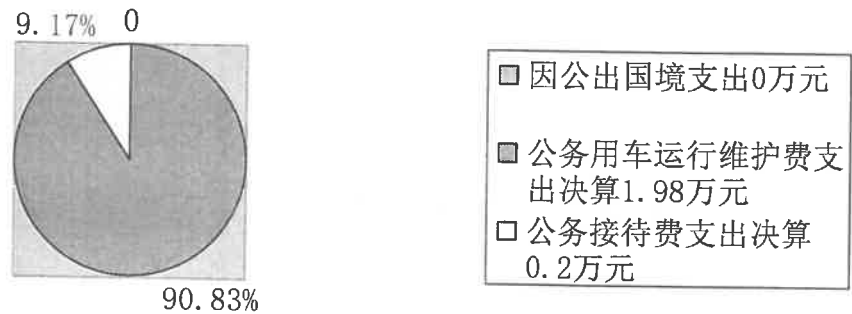 9.17% 0
90.83%
因公出国境支出0万元
公务用车运行维护费支
出决算1.98万元
公务接待费支出决算
0.2万元